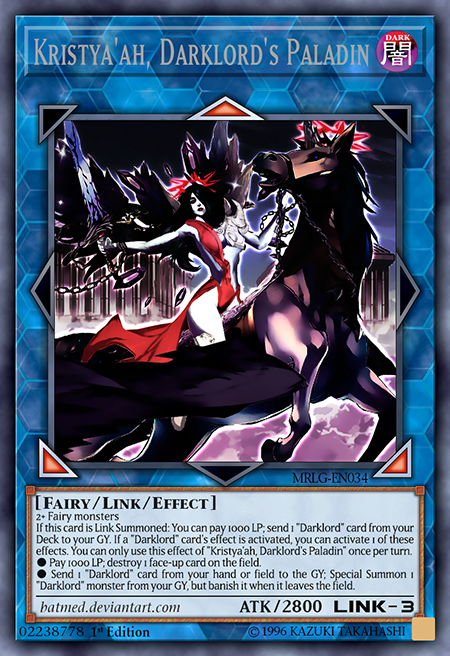 Kristya'ah, Darklord's Paladin
DARK
闇
MRLG-EN034
[Fairy/Link/Effect]
2+ Fairy monsters
If this card is Link Summoned: You can pay 1000 LP; send 1 "Darklord" card from your
Deck to your GY. If a "Darklord" card's effect is activated, you can activate 1 of these
effects. You can only use this effect of "Kristya'ah, Darklord's Paladin" once per turn.
● Pay 1000 LP; destroy 1 face-up card on the field.
● Send 1 "Darklord" card from your hand or field to the GY; Special Summon 1
"Darklord" monster from your GY, but banish it when it leaves the field.
batmed.deviantart.com ATK/2800 LINK-3
02238778 1st Edition ©1996 KAZUKI TAKAHASHI